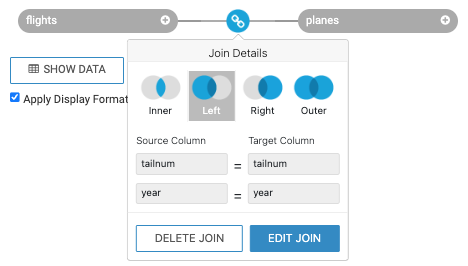 flights
planes
Join Details
SHOW DATA
Apply Display Format
Inner Left Right Outer
Source Column Target Column
tailnum = tailnum
year = year
DELETE JOIN EDIT JOIN